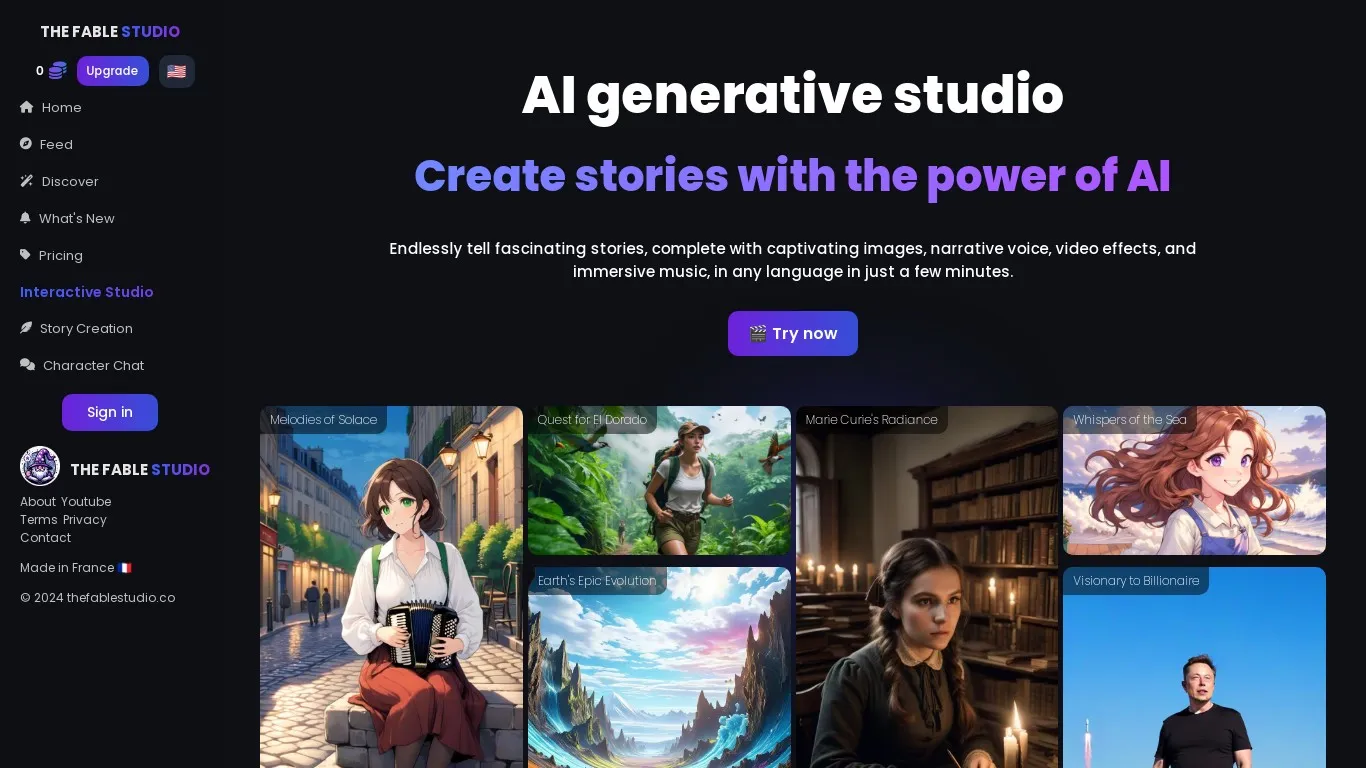 THE FABLE STUDIO
0
Upgrade
Home
Feed
Discover
What's New
Pricing
Interactive Studio
Story Creation
Character Chat
Sign in
THE FABLE STUDIO
About Youtube
Terms Privacy
Contact
Made in France
© 2024 thefablestudio.co
AI generative studio
Create stories with the power of AI
Endlessly tell fascinating stories, complete with captivating images, narrative voice, video effects, and
immersive music, in any language in just a few minutes.
Try now
Melodies of Solace
Quest for El Dorado
Marie Curie's Radiance
Whispers of the Sea
Earth's Epic Evolution
Visionary to Billionaire